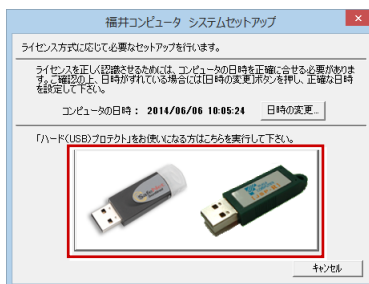 福井コンピュータ システムセットアップ
ライセンス方式に応じて必要なセットアップを行います。
ライセンスを正しく認識させるためには、コンピュータの日時を正確に合せる必要がありま
す。ご確認の上、日時がずれている場合には[日時の変更]ボタンを押し、正確な日時
を設定して下さい。
コンピュータの日時： 2014/06/06 10:05:24 日時の変更...
「ハード(USB)プロテクト」をお使いになる方はこちらを実行して下さい。
キャンセル